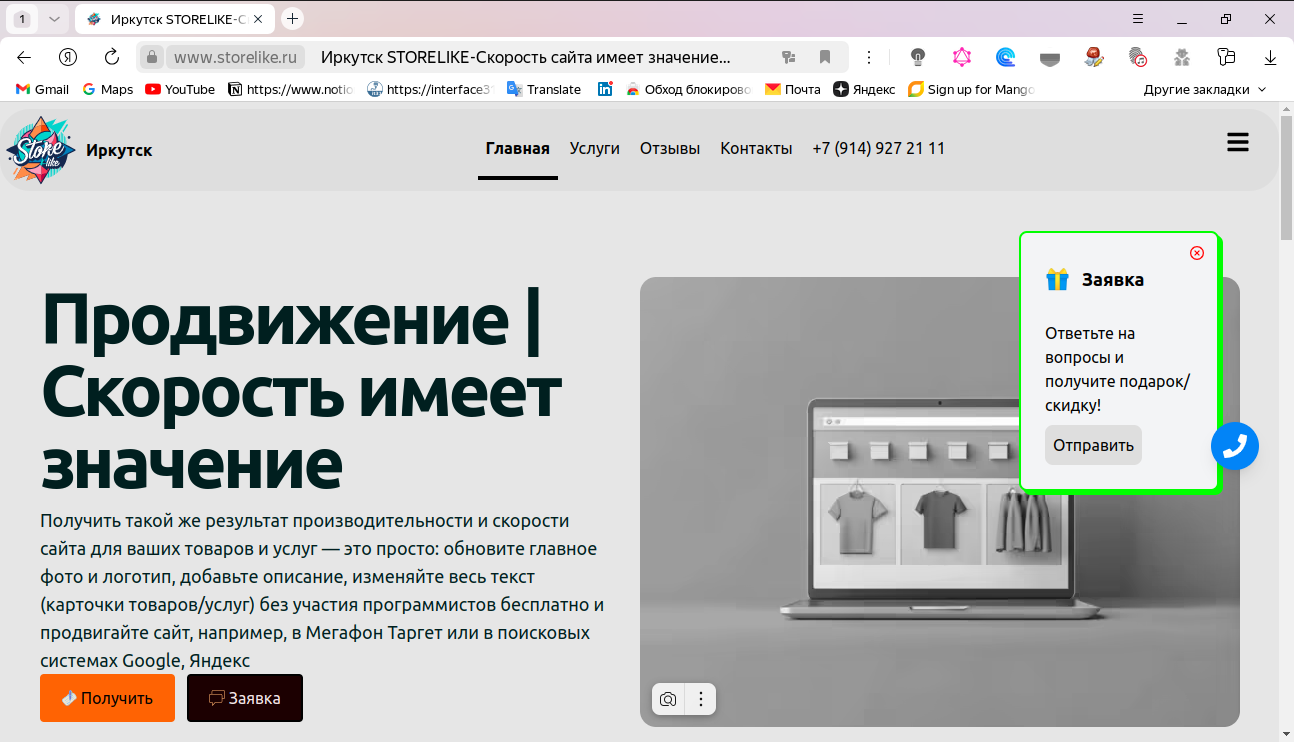 1
Иркутск STORELIKE-С
Я
www.storelike.ru
Иркутск STORELIKE-Скорость сайта имеет значение...
Gmail
Maps
YouTube
https://www.notio
https://interface31
Translate
Обход блокирово
Почта
Яндекс
Sign up for Mango
Другие закладки
Store
like
Иркутск
Главная
Услуги
Отзывы
Контакты
+7 (914) 927 21 11
Продвижение |
Скорость имеет
значение
Получить такой же результат производительности и скорости
сайта для ваших товаров и услуг — это просто: обновите главное
фото и логотип, добавьте описание, изменяйте весь текст
(карточки товаров/услуг) без участия программистов бесплатно и
продвигайте сайт, например, в Мегафон Таргет или в поисковых
системах Google, Яндекс
Получить
Заявка
Заявка
Ответьте на
вопросы и
получите подарок/
скидку!
Отправить